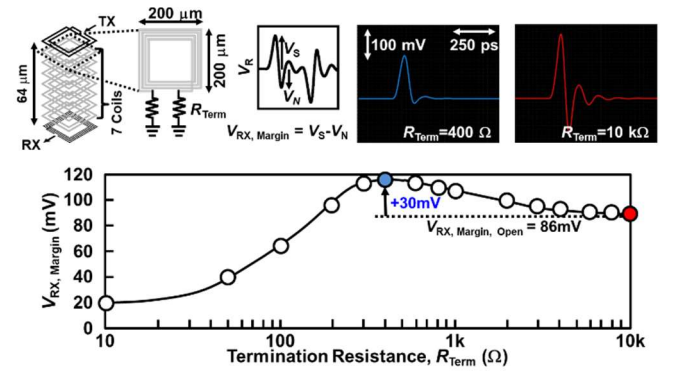 TX
200 μm
200 μm
64 μm
7 Coils
RX
R_Term
V_R
V_S
V_N
V_RX, Margin = V_S-V_N
100 mV
250 ps
R_Term=400 Ω
R_Term=10 kΩ
V_RX, Margin (mV)
120
100
80
60
40
20
0
+30mV
V_RX, Margin, Open = 86mV
10
100
1k
10k
Termination Resistance, R_Term (Ω)